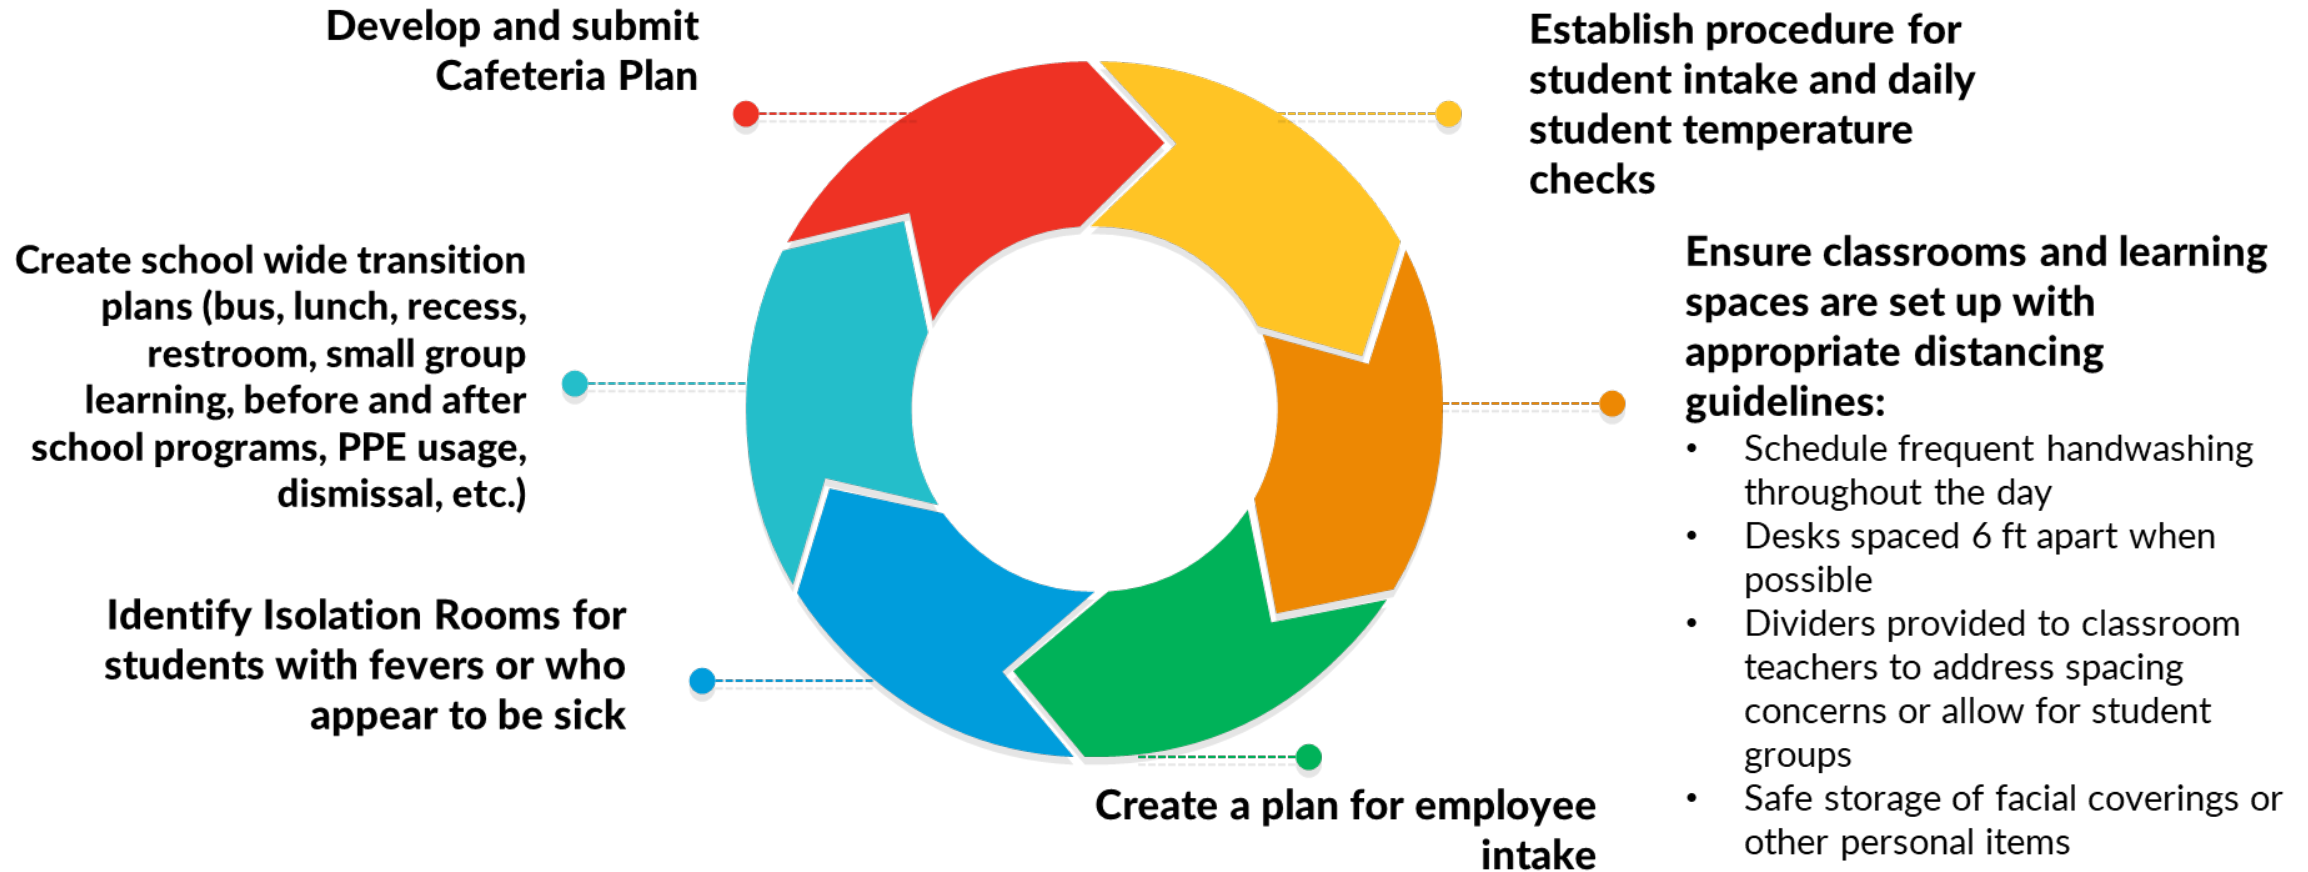 Develop and submit
Cafeteria Plan
Establish procedure for
student intake and daily
student temperature
checks
Ensure classrooms and learning
spaces are set up with
appropriate distancing
guidelines:
• Schedule frequent handwashing
throughout the day
• Desks spaced 6 ft apart when
possible
• Dividers provided to classroom
teachers to address spacing
concerns or allow for student
groups
• Safe storage of facial coverings or
other personal items
Create a plan for employee
intake
Identify Isolation Rooms for
students with fevers or who
appear to be sick
Create school wide transition
plans (bus, lunch, recess,
restroom, small group
learning, before and after
school programs, PPE usage,
dismissal, etc.)